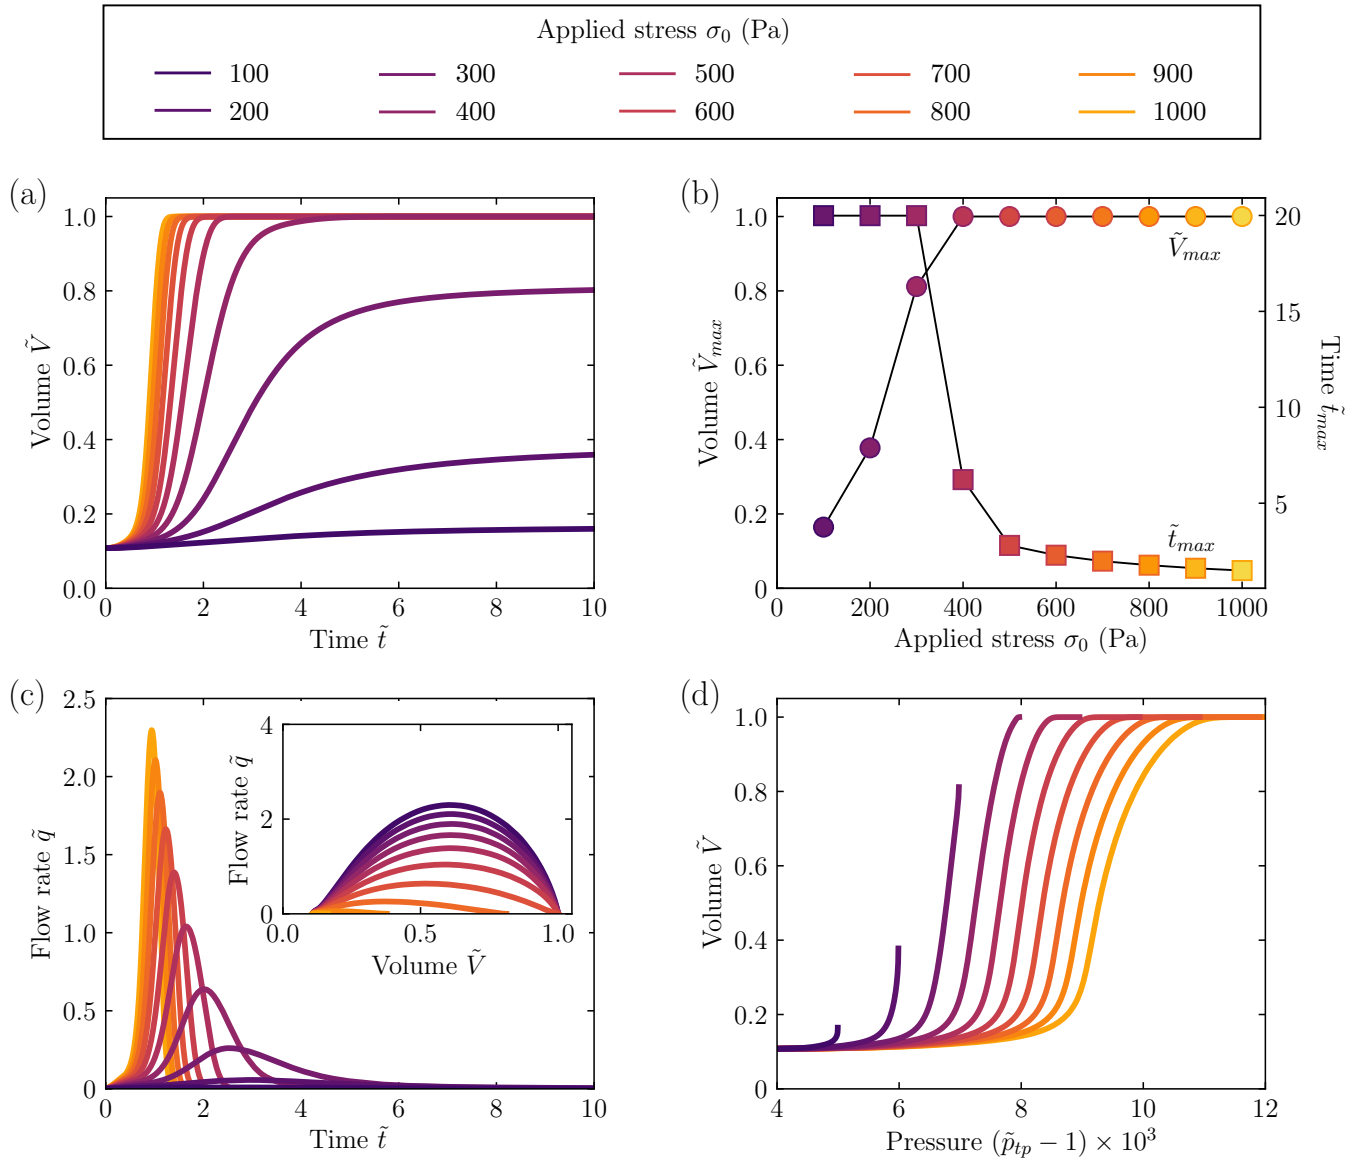 Applied stress σ₀ (Pa)
100 300 500 700 900
200 400 600 800 1000
(a)
1.0
0.8
0.6
0.4
0.2
0.0
Volume Ṽ
0 2 4 6 8 10
Time t̃
(b)
1.0
0.8
0.6
0.4
0.2
0
Volume Ṽmax
20
15
10
5
Time t̃max
Ṽmax
t̃max
0 200 400 600 800 1000
Applied stress σ₀ (Pa)
(c)
2.5
2.0
1.5
1.0
0.5
0
Flow rate q̃
0 2 4 6 8 10
Time t̃
4
2
0
Flow rate q̃
0.0 0.5 1.0
Volume Ṽ
(d)
1.0
0.8
0.6
0.4
0.2
0
Volume Ṽ
4 6 8 10 12
Pressure (p̃tp − 1) × 10³